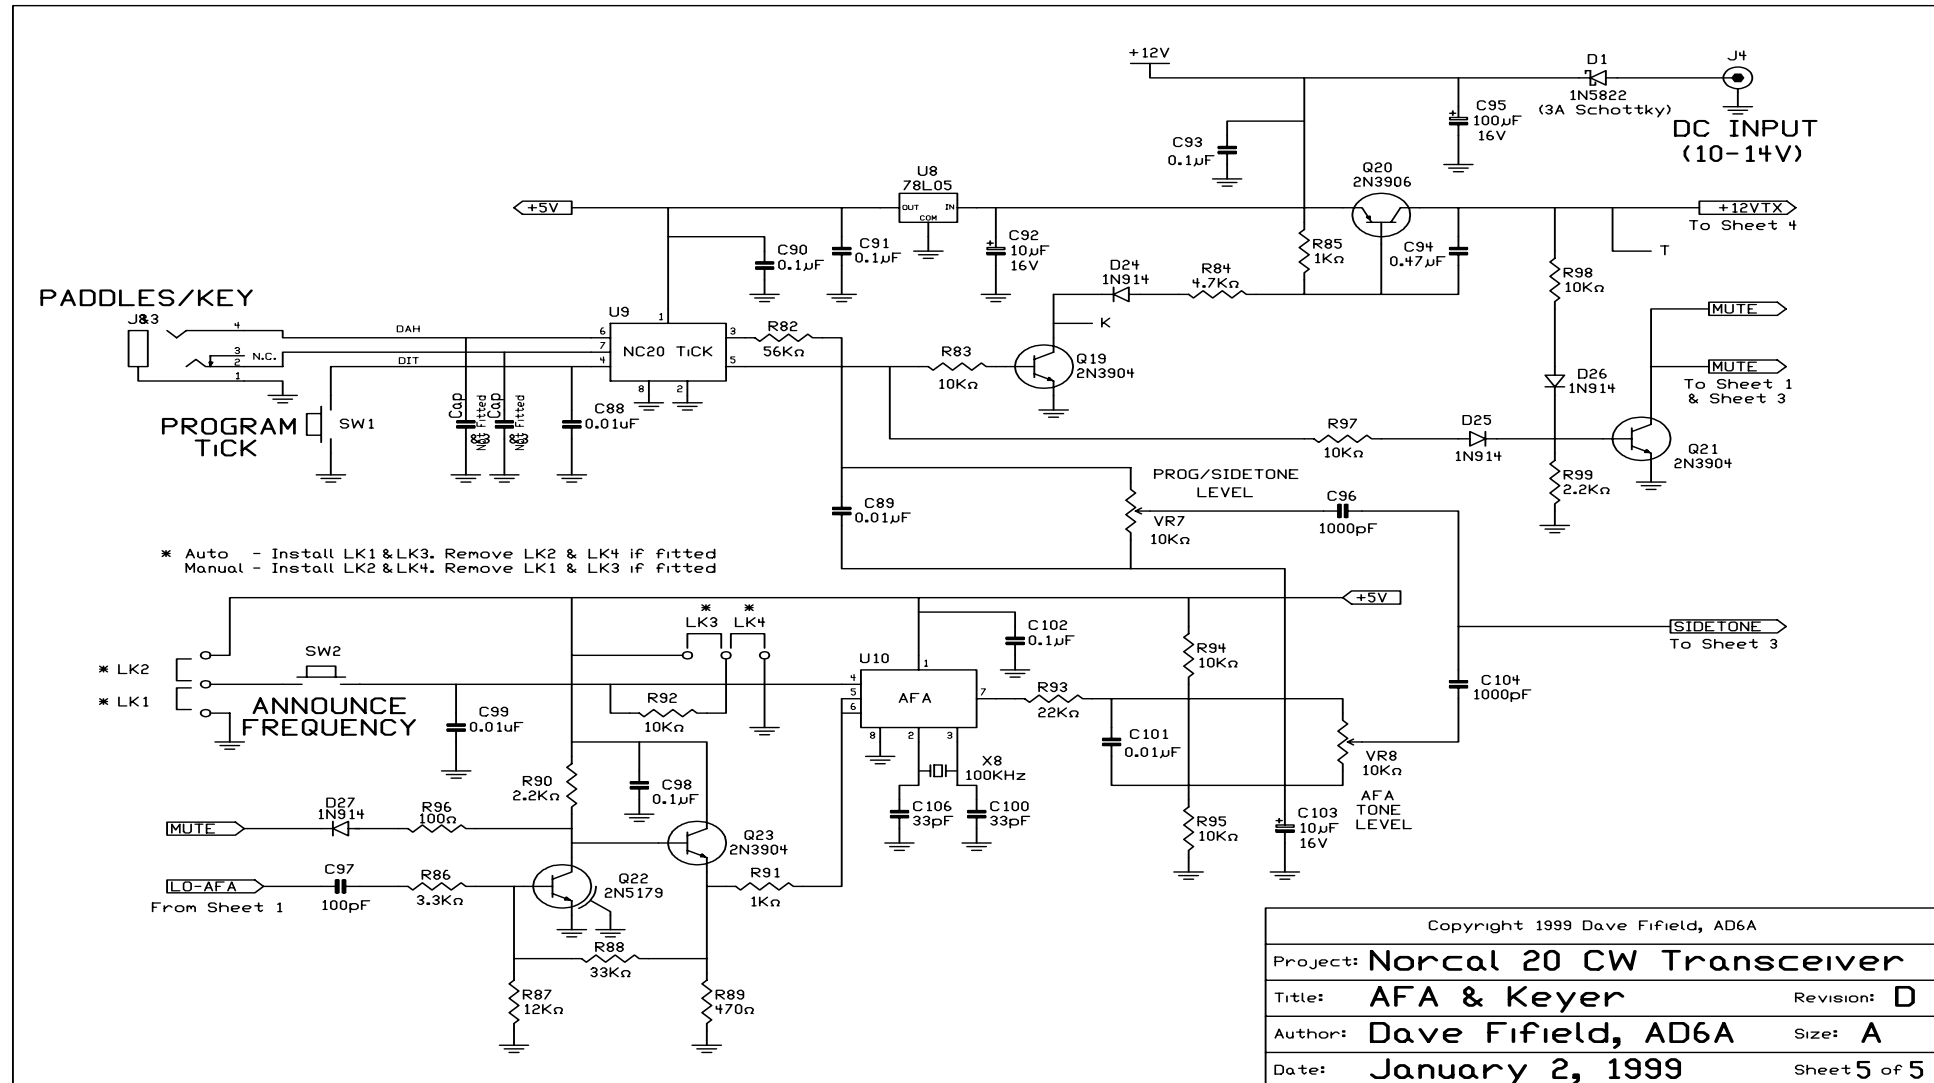 +12V
D1
1N5822
(3A Schottky)
J4
DC INPUT
(10-14V)
C95
100µF
16V
+
C93
0.1µF
Q20
2N3906
U8
78L05
OUT
IN
COM
+5V
+12VTX
To Sheet 4
C90
0.1µF
C91
0.1µF
C92
10µF
16V
+
R85
1KΩ
C94
0.47µF
T
R98
10KΩ
D24
1N914
R84
4.7KΩ
PADDLES/KEY
4
3
2
1
N.C.
DAH
DIT
U9
NC20 TiCK
1
6
7
4
3
5
8
2
R82
56KΩ
K
R83
10KΩ
Q19
2N3904
MUTE
MUTE
To Sheet 1
& Sheet 3
D26
1N914
PROGRAM
TiCK
SW1
Cap
Not Fitted
Cap
Not Fitted
C88
0.01uF
R97
10KΩ
D25
1N914
Q21
2N3904
R99
2.2KΩ
PROG/SIDETONE
LEVEL
C89
0.01µF
VR7
10KΩ
C96
1000pF
* Auto - Install LK1 & LK3. Remove LK2 & LK4 if fitted
Manual - Install LK2 & LK4. Remove LK1 & LK3 if fitted
+5V
*
LK3
*
LK4
C102
0.1µF
SIDETONE
To Sheet 3
* LK2
* LK1
SW2
ANNOUNCE
FREQUENCY
C99
0.01uF
R92
10KΩ
U10
AFA
1
4
5
6
7
8
2
3
R93
22KΩ
R94
10KΩ
C104
1000pF
C101
0.01µF
VR8
10KΩ
AFA
TONE
LEVEL
X8
100KHz
C106
33pF
C100
33pF
R95
10KΩ
C103
10µF
16V
+
R90
2.2KΩ
C98
0.1µF
MUTE
D27
1N914
R96
100Ω
Q23
2N3904
LO-AFA
From Sheet 1
C97
100pF
R86
3.3KΩ
Q22
2N5179
R91
1KΩ
R88
33KΩ
R87
12KΩ
R89
470Ω
Copyright 1999 Dave Fifield, AD6A
Project: Norcal 20 CW Transceiver
Title: AFA & Keyer Revision: D
Author: Dave Fifield, AD6A Size: A
Date: January 2, 1999 Sheet 5 of 5